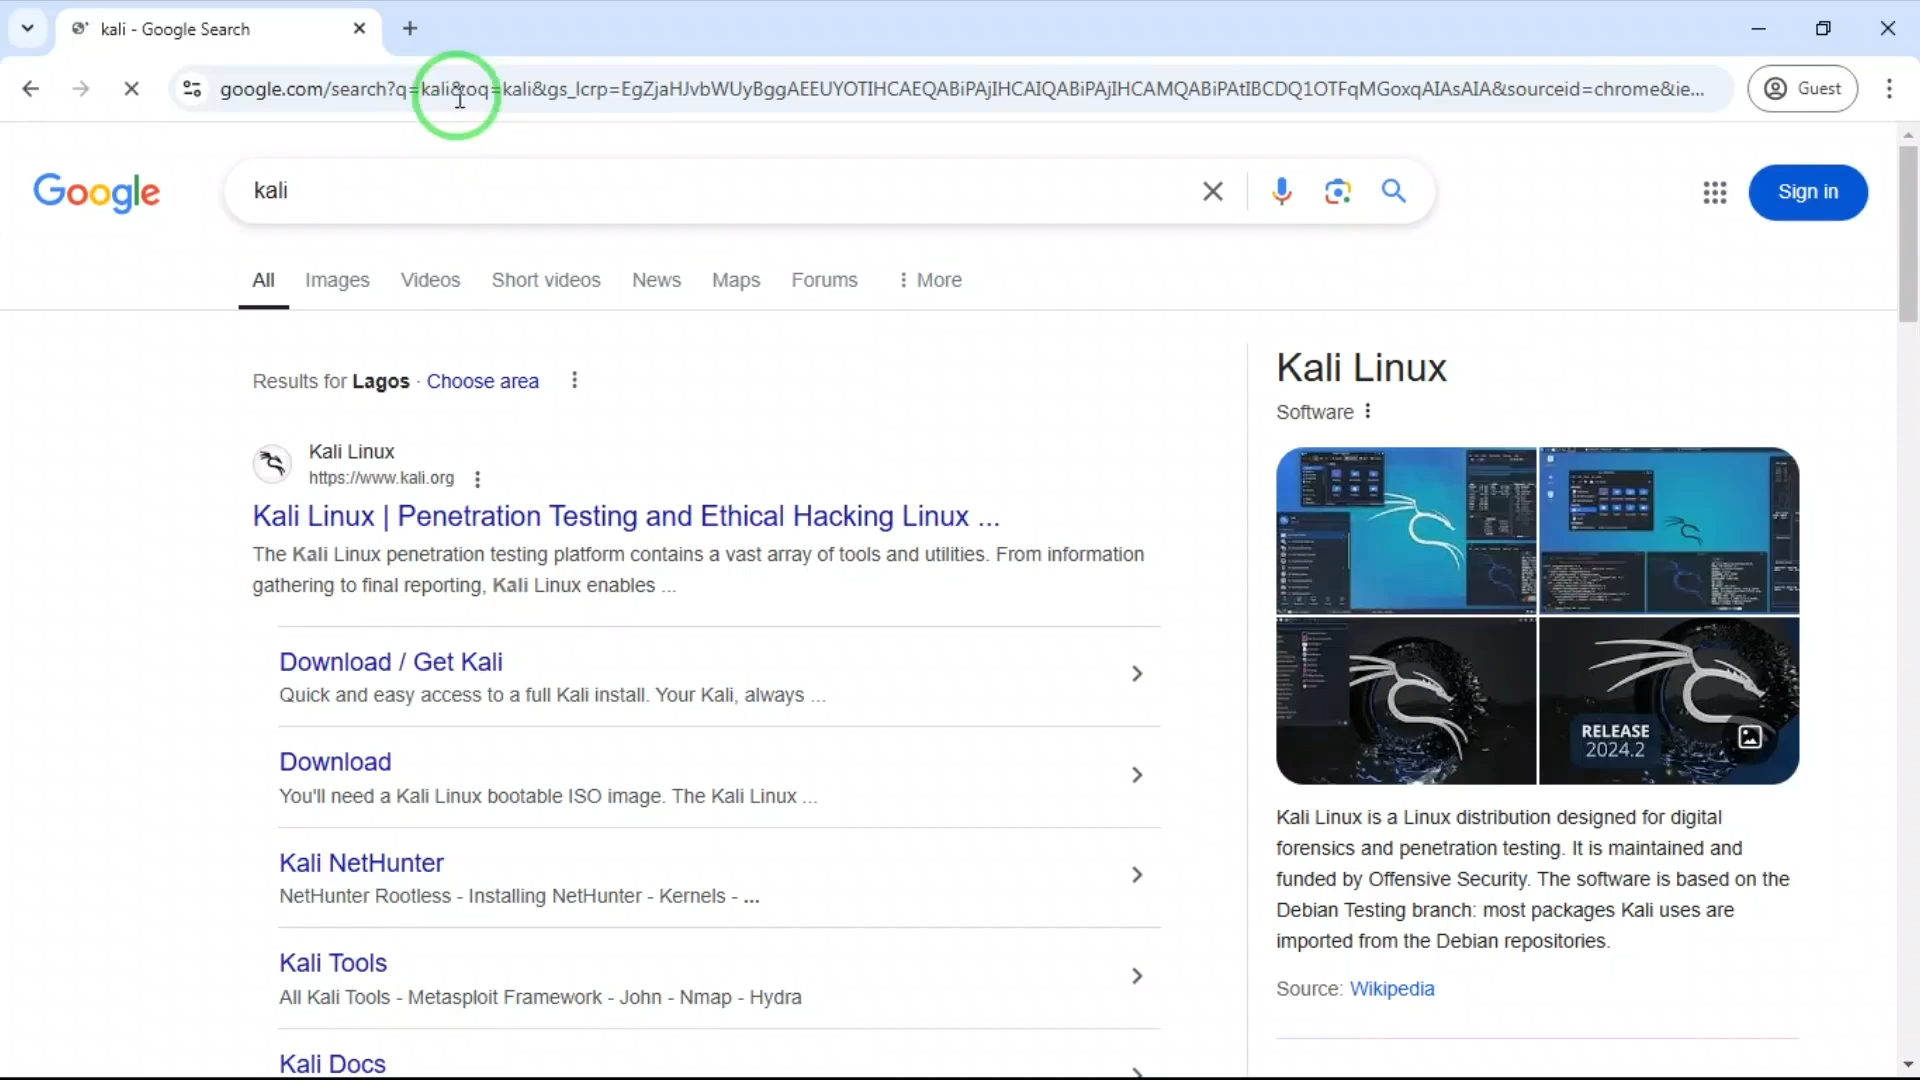 kali - Google Search
google.com/search?q=kali&oq=kali&gs_lcrp=EgZjaHJvbWUyBggAEEUYOTIHCAEQABiPAjIHCAIQABiPAjIHCAMQABiPAtIBCDQ1OTFqMGoxqAIAsAIA&sourceid=chrome&ie...
Guest
Google
kali
Sign in
All
Images
Videos
Short videos
News
Maps
Forums
More
Results for Lagos · Choose area
Kali Linux
https://www.kali.org
Kali Linux | Penetration Testing and Ethical Hacking Linux ...
The Kali Linux penetration testing platform contains a vast array of tools and utilities. From information
gathering to final reporting, Kali Linux enables ...
Download / Get Kali
Quick and easy access to a full Kali install. Your Kali, always ...
Download
You'll need a Kali Linux bootable ISO image. The Kali Linux ...
Kali NetHunter
NetHunter Rootless - Installing NetHunter - Kernels - ...
Kali Tools
All Kali Tools - Metasploit Framework - John - Nmap - Hydra
Kali Docs
Kali Linux
Software
RELEASE
2024.2
Kali Linux is a Linux distribution designed for digital
forensics and penetration testing. It is maintained and
funded by Offensive Security. The software is based on the
Debian Testing branch: most packages Kali uses are
imported from the Debian repositories.
Source: Wikipedia